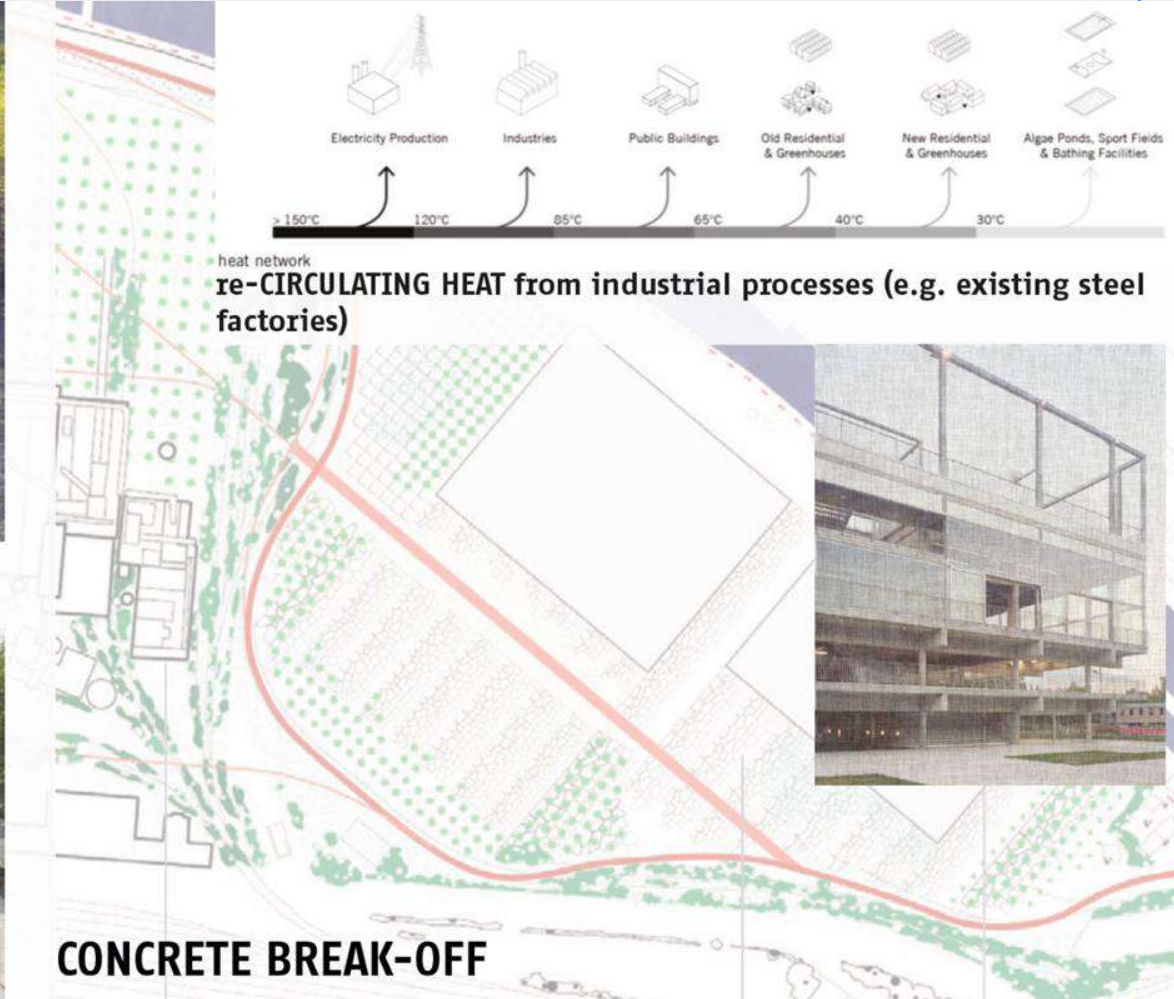 Electricity Production
Industries
Public Buildings
Old Residential
& Greenhouses
New Residential
& Greenhouses
Algae Ponds, Sport Fields
& Bathing Facilities
> 150°C
120°C
85°C
65°C
40°C
30°C
heat network
re-CIRCULATING HEAT from industrial processes (e.g. existing steel
factories)
CONCRETE BREAK-OFF